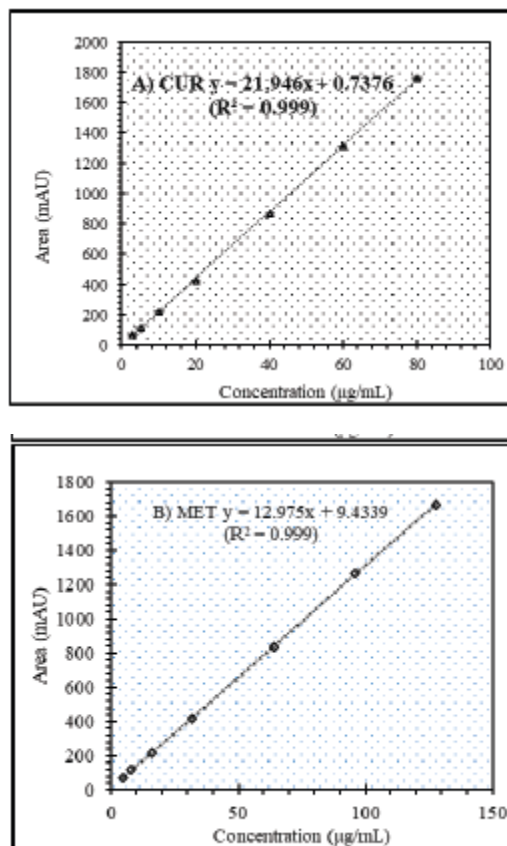 2000
1800
A) CUR y = 21,946x + 0.7376
1600
(R² = 0.999)
1400
1200
1000
800
600
400
200
0
Area (mAU)
0 20 40 60 80 100
Concentration (µg/mL)
1800
B) MET y = 12.975x + 9.4339
1600
(R² = 0.999)
1400
1200
1000
800
600
400
200
0
Area (mAU)
0 50 100 150
Concentration (µg/mL)